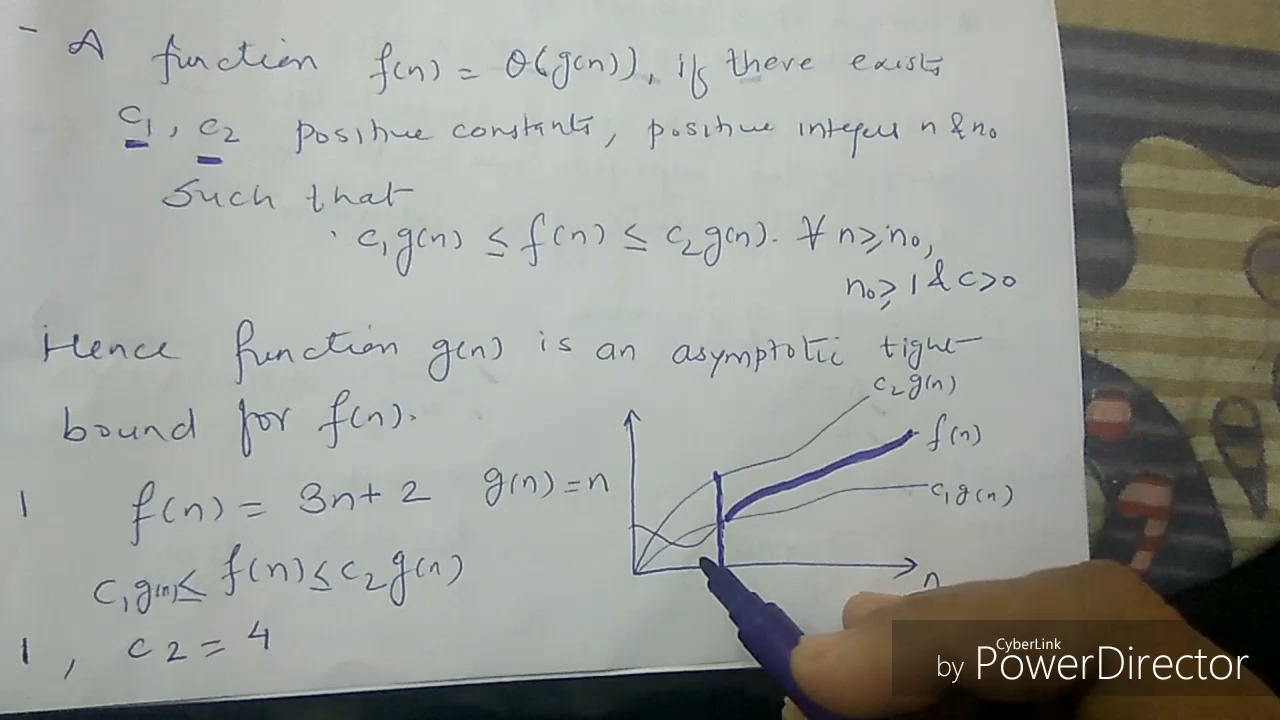 - A function f(n) = θ(g(n)), if there exists
c₁, c₂ positive constants, positive integers n & n₀
Such that
c₁g(n) ≤ f(n) ≤ c₂g(n). ∀ n ≥ n₀,
n₀ ≥ 1 & c > 0
Hence function g(n) is an asymptotic tight
bound for f(n).
c₂g(n)
f(n)
c₁g(n)
n
1 f(n) = 3n+2 g(n) = n
c₁g(n) ≤ f(n) ≤ c₂g(n)
1, c2 = 4
CyberLink
by PowerDirector